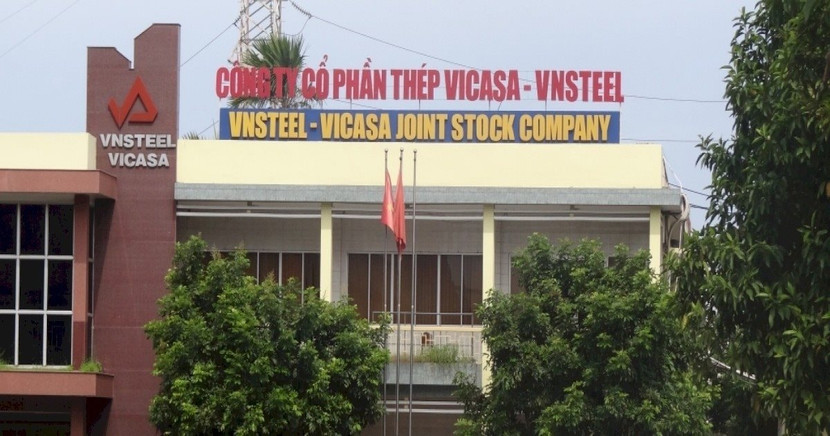 CÔNG TY CỔ PHẦN THÉP VICASA - VNSTEEL
VNSTEEL - VICASA JOINT STOCK COMPANY
VNSTEEL
VICASA